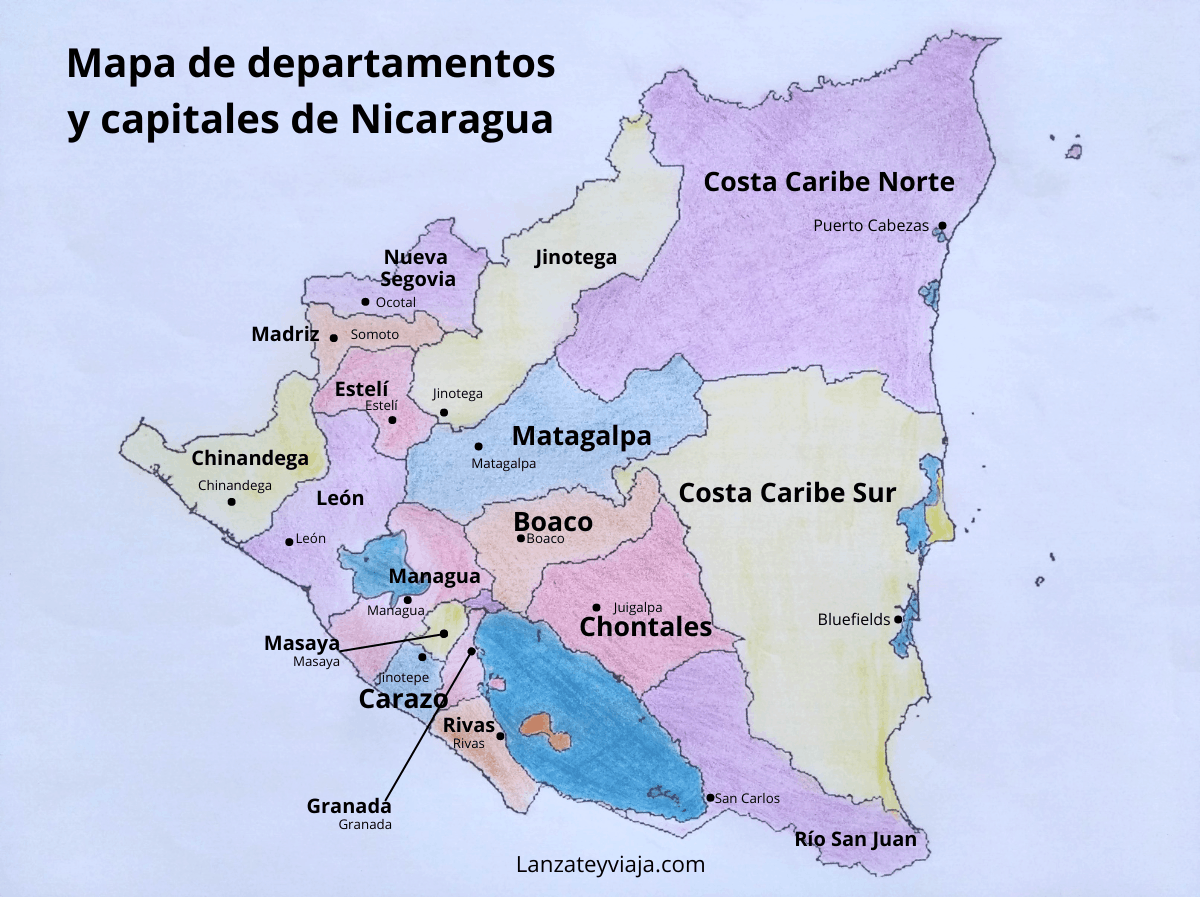 Mapa de departamentos
y capitales de Nicaragua
Costa Caribe Norte
Puerto Cabezas
Nueva
Segovia
Jinotega
Ocotal
Madriz
Somoto
Estelí
Estelí
Jinotega
Matagalpa
Matagalpa
Chinandega
Chinandega
León
León
Costa Caribe Sur
Boaco
Boaco
Managua
Managua
Juigalpa
Chontales
Bluefields
Masaya
Masaya
Jinotepe
Carazo
Rivas
Rivas
Granada
Granada
San Carlos
Río San Juan
Lanzateyviaja.com